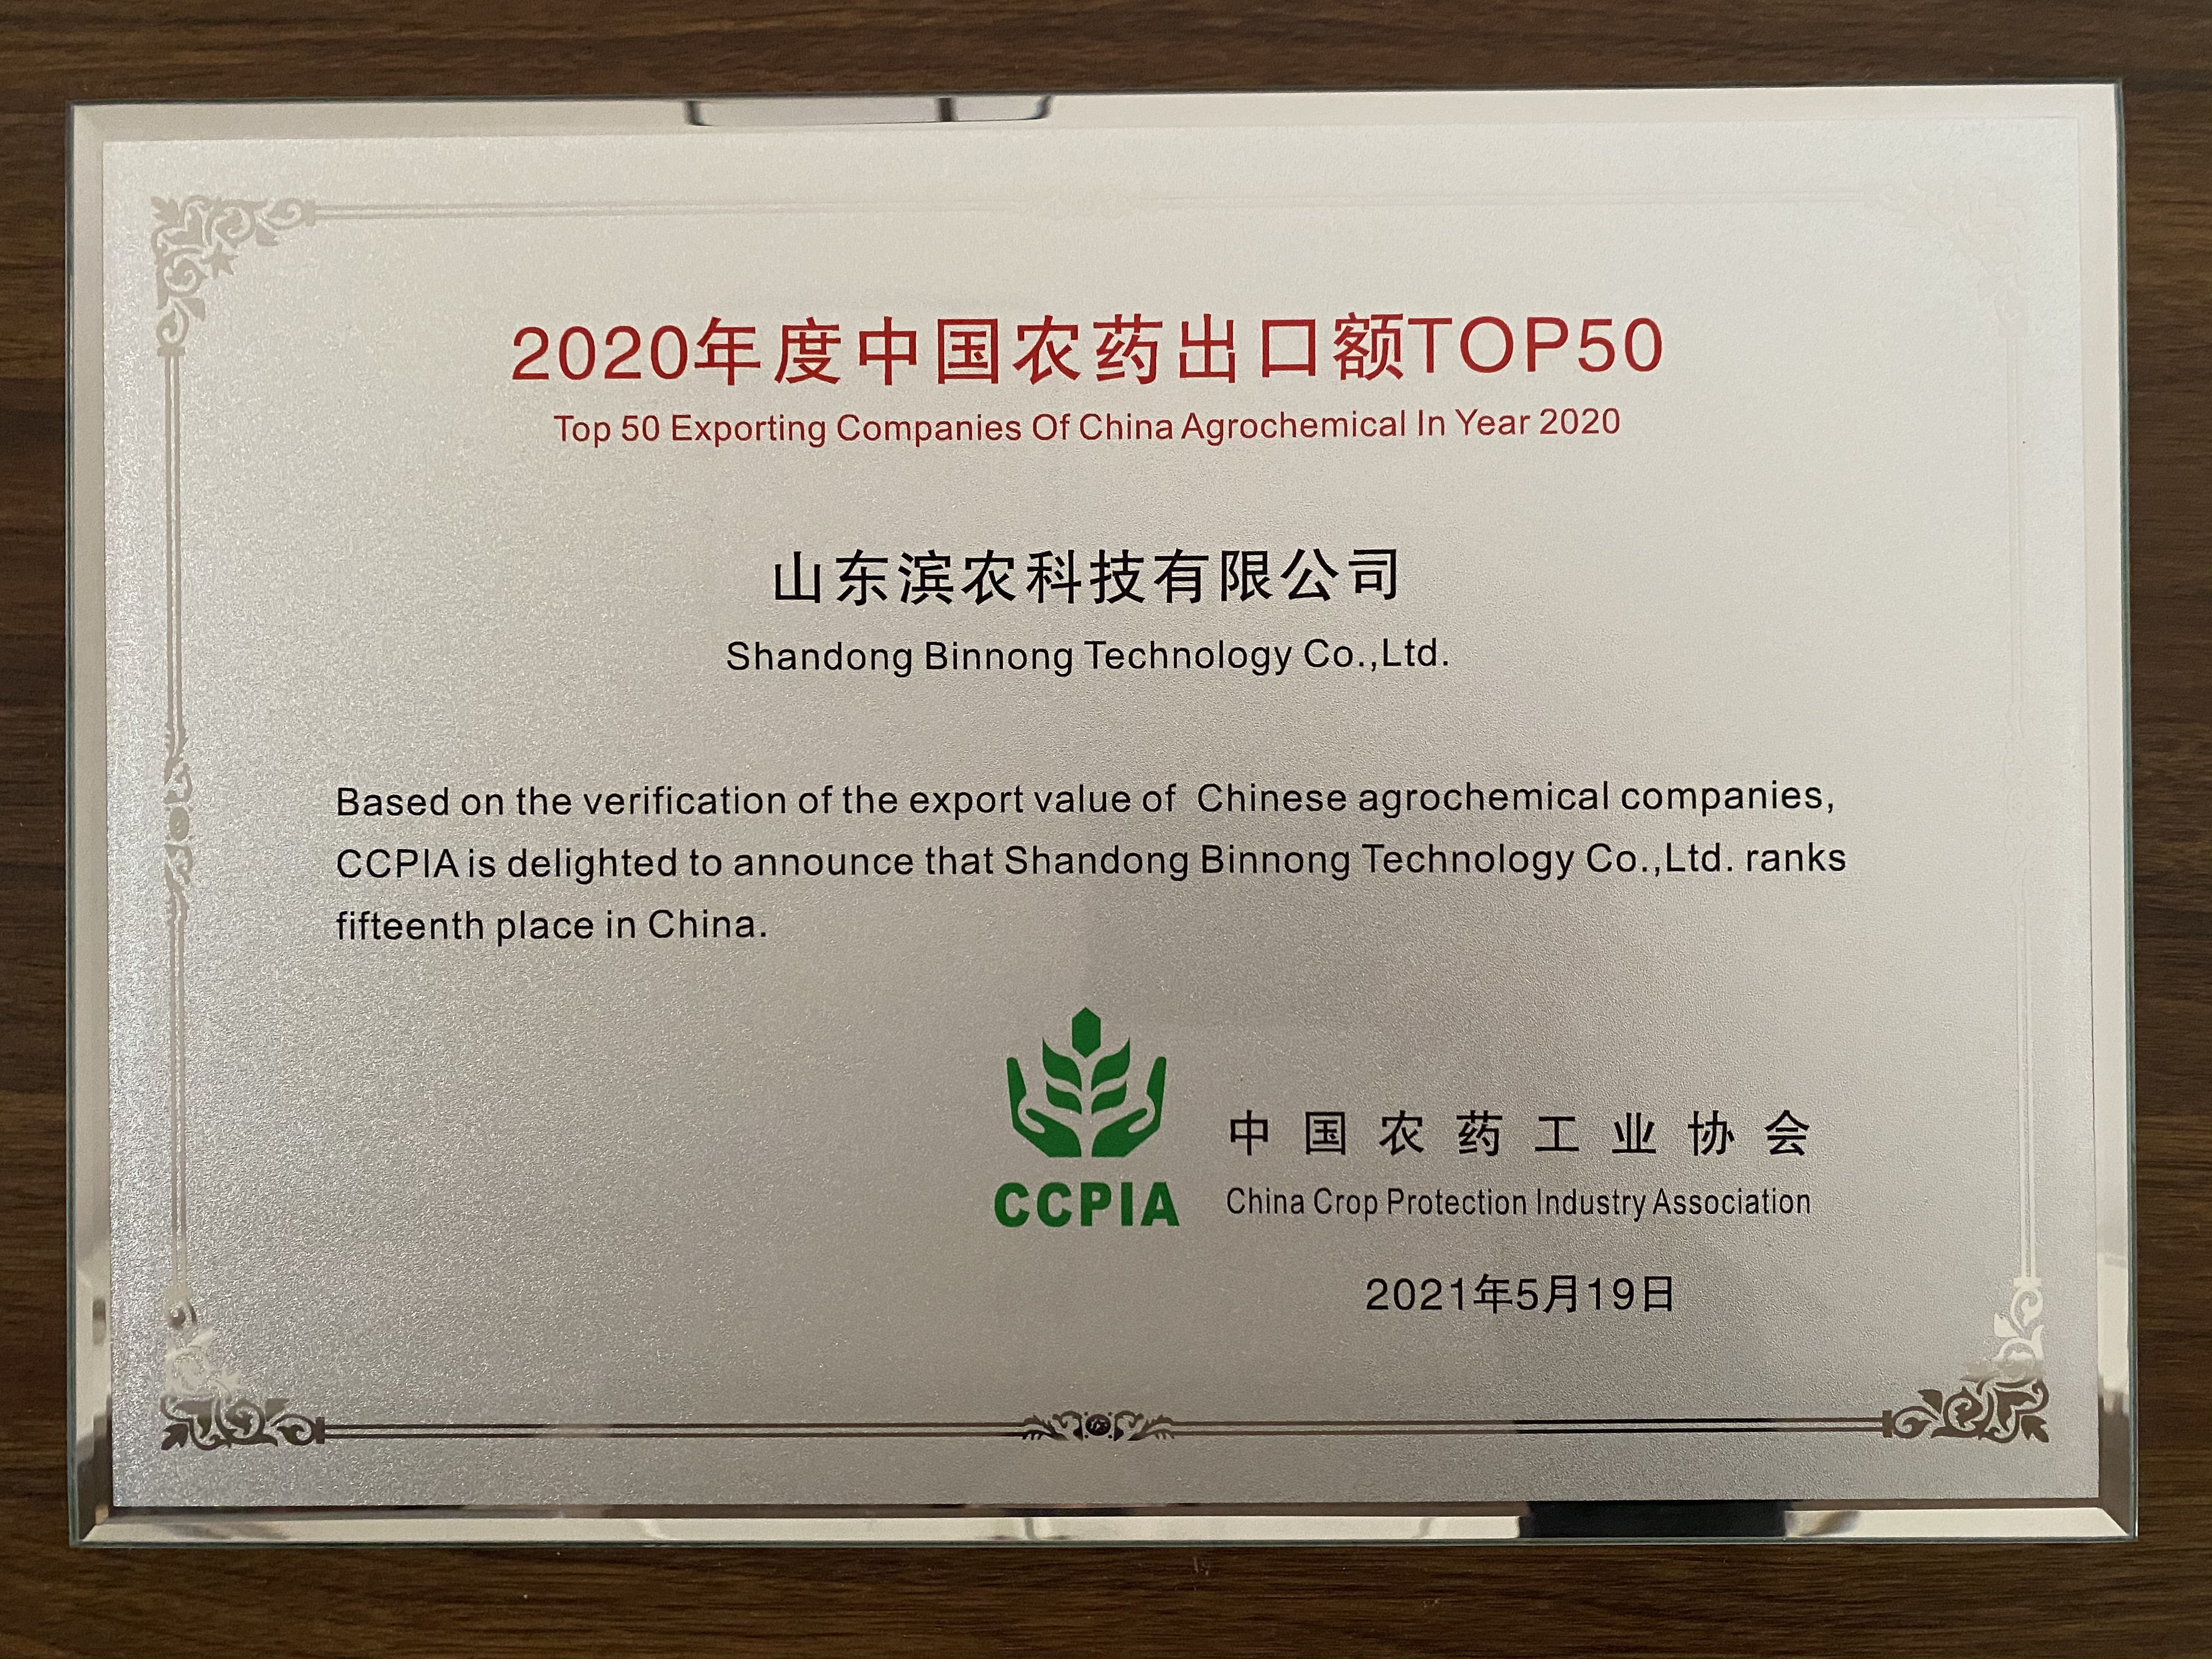 2020年度中国农药出口额TOP50
Top 50 Exporting Companies Of China Agrochemical In Year 2020
山东滨农科技有限公司
Shandong Binnong Technology Co.,Ltd.
Based on the verification of the export value of Chinese agrochemical companies,
CCPIA is delighted to announce that Shandong Binnong Technology Co.,Ltd. ranks
fifteenth place in China.
CCPIA
中国农药工业协会
China Crop Protection Industry Association
2021年5月19日